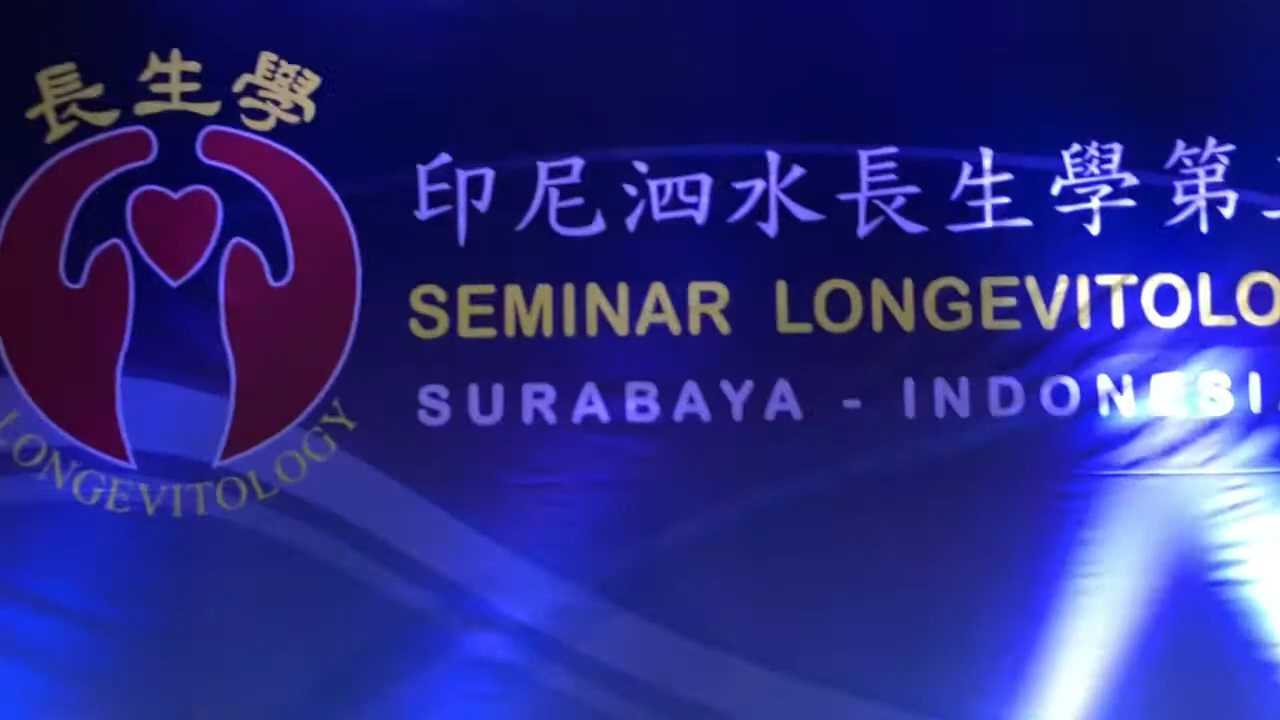 長生學
LONGEVITOLOGY
印尼泗水長生學第
SEMINAR LONGEVITOLO
SURABAYA - INDONESI